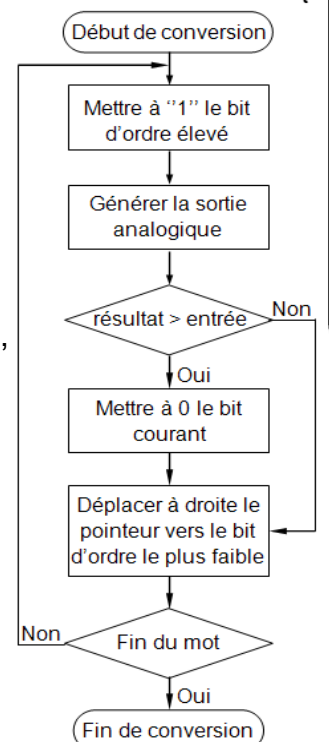 Début de conversion
Mettre à ‘’1’’ le bit
d’ordre élevé
Générer la sortie
analogique
résultat > entrée
Non
,
Oui
Mettre à 0 le bit
courant
Déplacer à droite le
pointeur vers le bit
d’ordre le plus faible
Non
Fin du mot
Oui
Fin de conversion